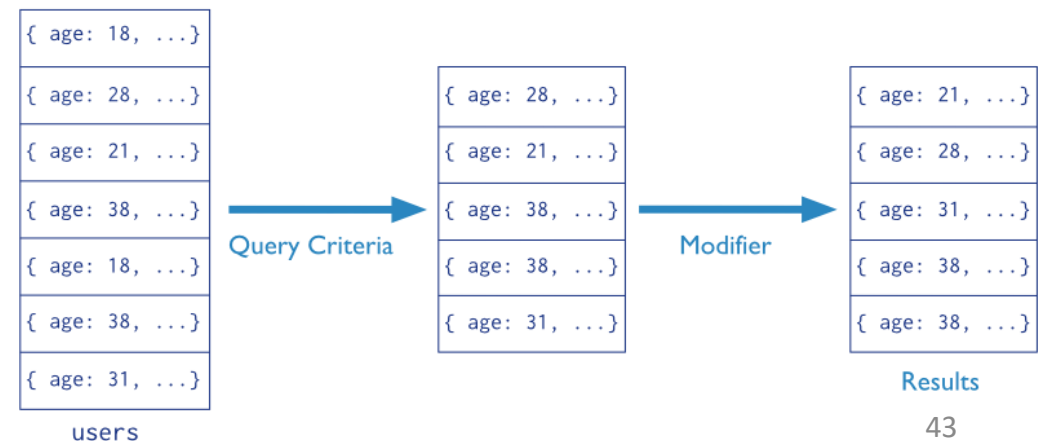 { age: 18, ...}
{ age: 28, ...}
{ age: 21, ...}
{ age: 38, ...}
{ age: 18, ...}
{ age: 38, ...}
{ age: 31, ...}
users
Query Criteria
{ age: 28, ...}
{ age: 21, ...}
{ age: 38, ...}
{ age: 38, ...}
{ age: 31, ...}
Modifier
{ age: 21, ...}
{ age: 28, ...}
{ age: 31, ...}
{ age: 38, ...}
{ age: 38, ...}
Results
43